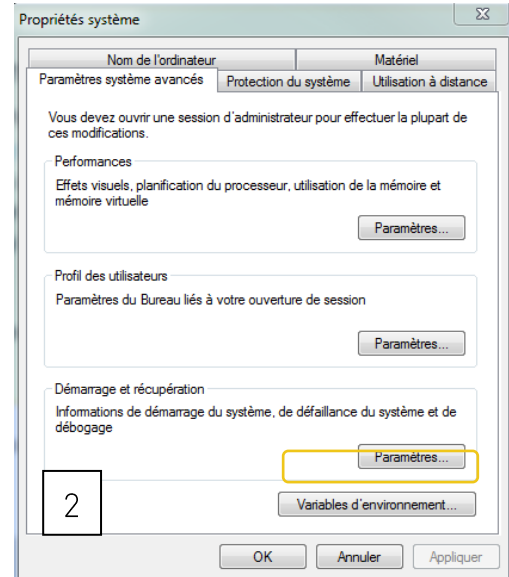 Propriétés système
Nom de l'ordinateur
Matériel
Paramètres système avancés
Protection du système
Utilisation à distance
Vous devez ouvrir une session d'administrateur pour effectuer la plupart de
ces modifications.
Performances
Effets visuels, planification du processeur, utilisation de la mémoire et
mémoire virtuelle
Paramètres...
Profil des utilisateurs
Paramètres du Bureau liés à votre ouverture de session
Paramètres...
Démarrage et récupération
Informations de démarrage du système, de défaillance du système et de
débogage
Paramètres...
2
Variables d'environnement...
OK
Annuler
Appliquer